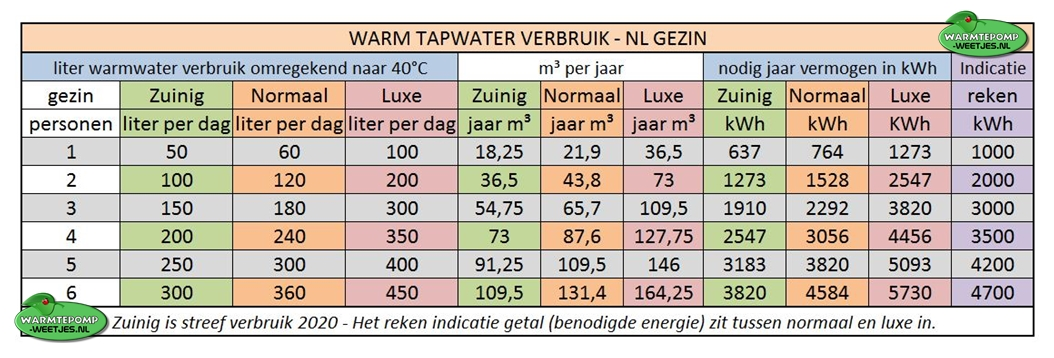 WARM TAPWATER VERBRUIK - NL GEZIN
WARMTEPOMP
-WEETJES.NL
liter warmwater verbruik omregekend naar 40°C m³ per jaar nodig jaar vermogen in kWh Indicatie
gezin Zuinig Normaal Luxe Zuinig Normaal Luxe Zuinig Normaal Luxe reken
personen liter per dag liter per dag liter per dag jaar m³ jaar m³ jaar m³ kWh kWh KWh kWh
1 50 60 100 18,25 21,9 36,5 637 764 1273 1000
2 100 120 200 36,5 43,8 73 1273 1528 2547 2000
3 150 180 300 54,75 65,7 109,5 1910 2292 3820 3000
4 200 240 350 73 87,6 127,75 2547 3056 4456 3500
5 250 300 400 91,25 109,5 146 3183 3820 5093 4200
6 300 360 450 109,5 131,4 164,25 3820 4584 5730 4700
WARMTEPOMP
-WEETJES.NL
Zuinig is streef verbruik 2020 - Het reken indicatie getal (benodigde energie) zit tussen normaal en luxe in.